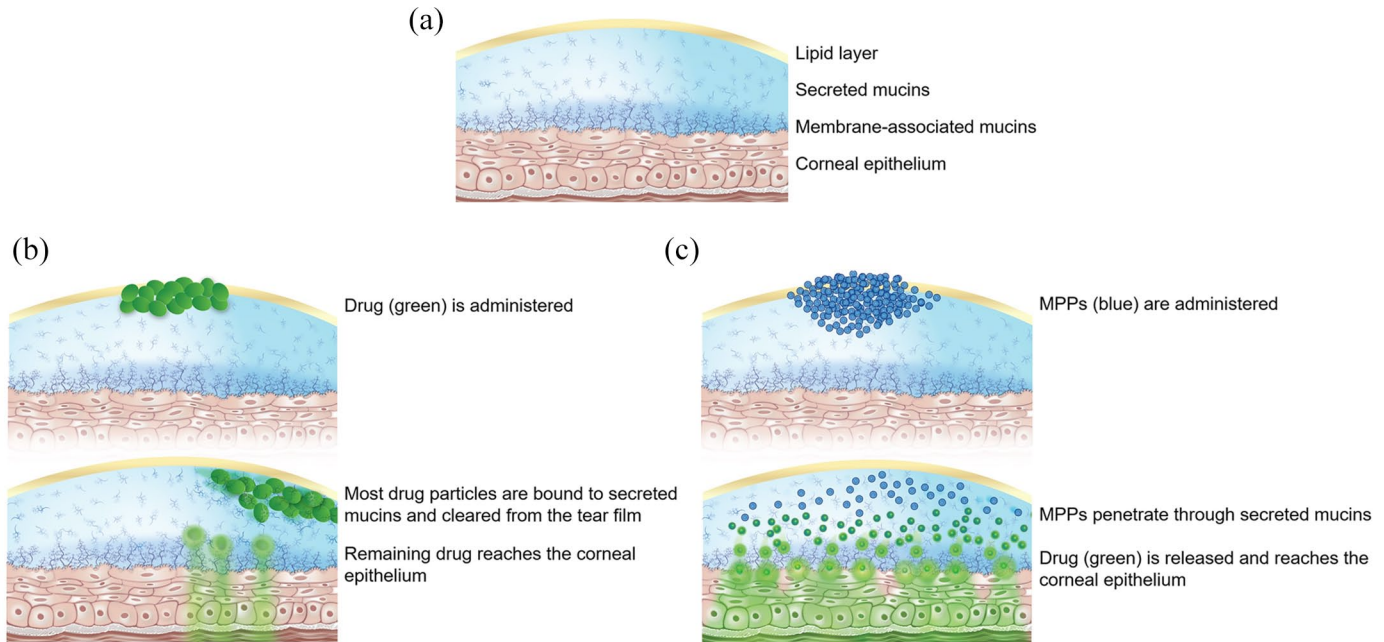 (a)
Lipid layer
Secreted mucins
Membrane-associated mucins
Corneal epithelium
(b)
Drug (green) is administered
Most drug particles are bound to secreted
mucins and cleared from the tear film
Remaining drug reaches the corneal
epithelium
(c)
MPPs (blue) are administered
MPPs penetrate through secreted mucins
Drug (green) is released and reaches the
corneal epithelium